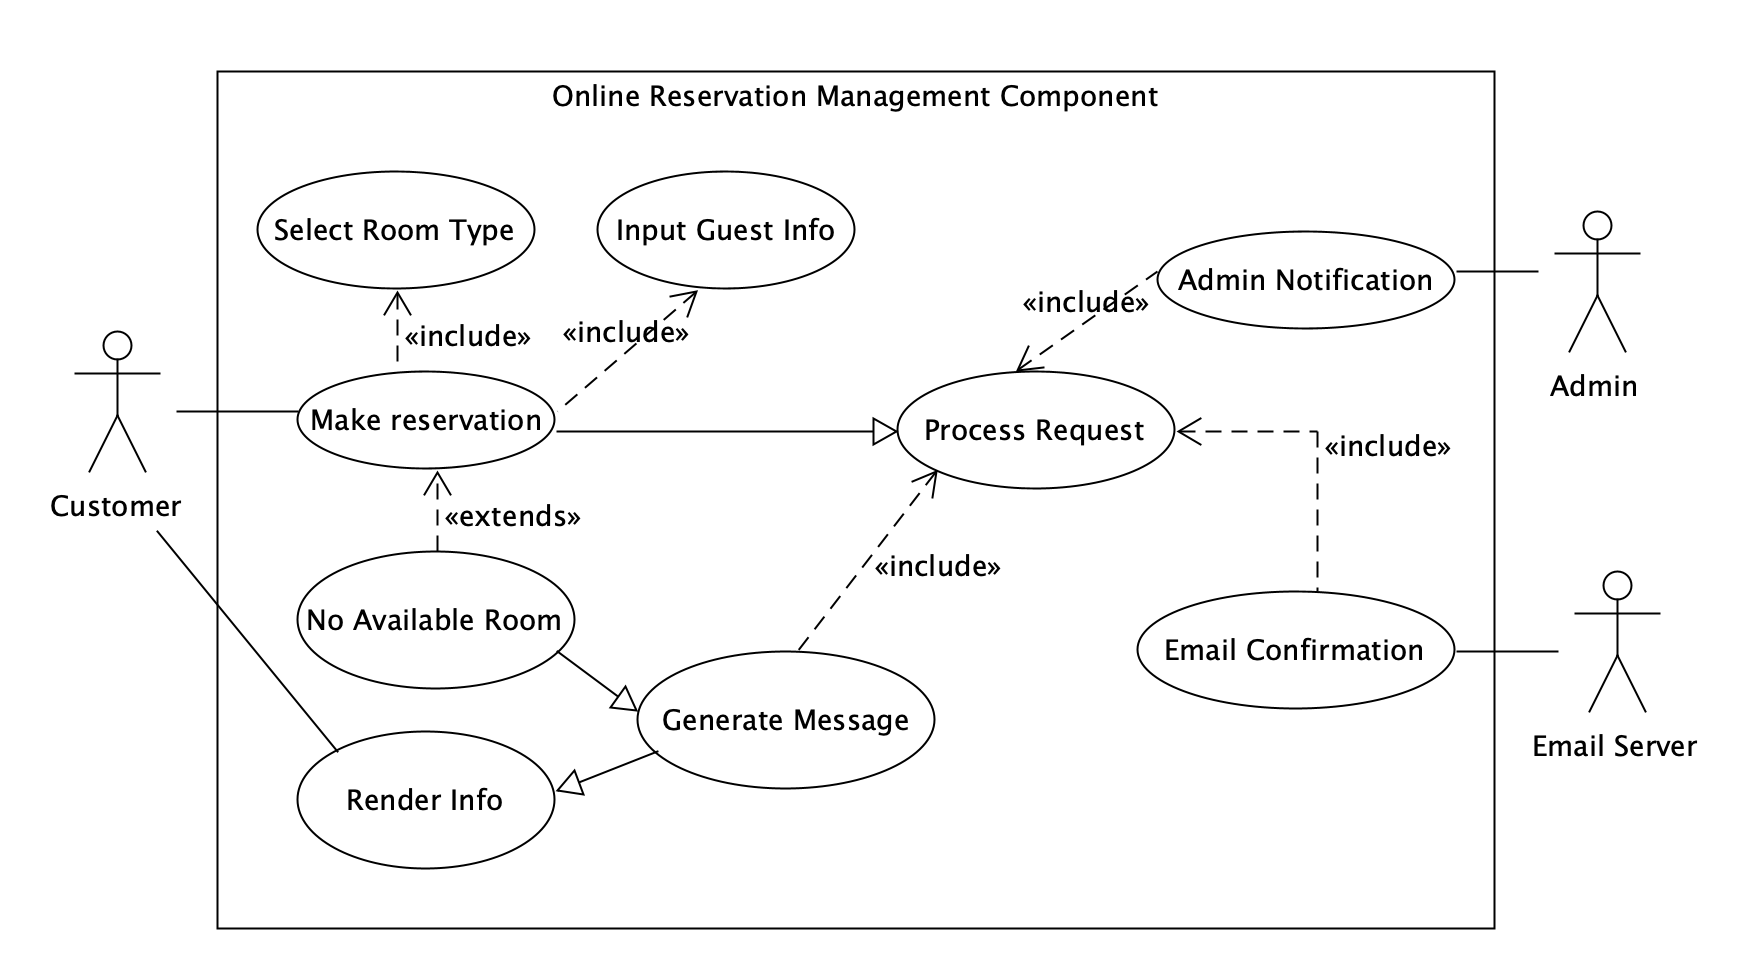 Online Reservation Management Component
Select Room Type
Input Guest Info
Admin Notification
«include»
«include»
«include»
Admin
Make reservation
Process Request
«include»
Customer
«extends»
«include»
No Available Room
Email Confirmation
Generate Message
Email Server
Render Info